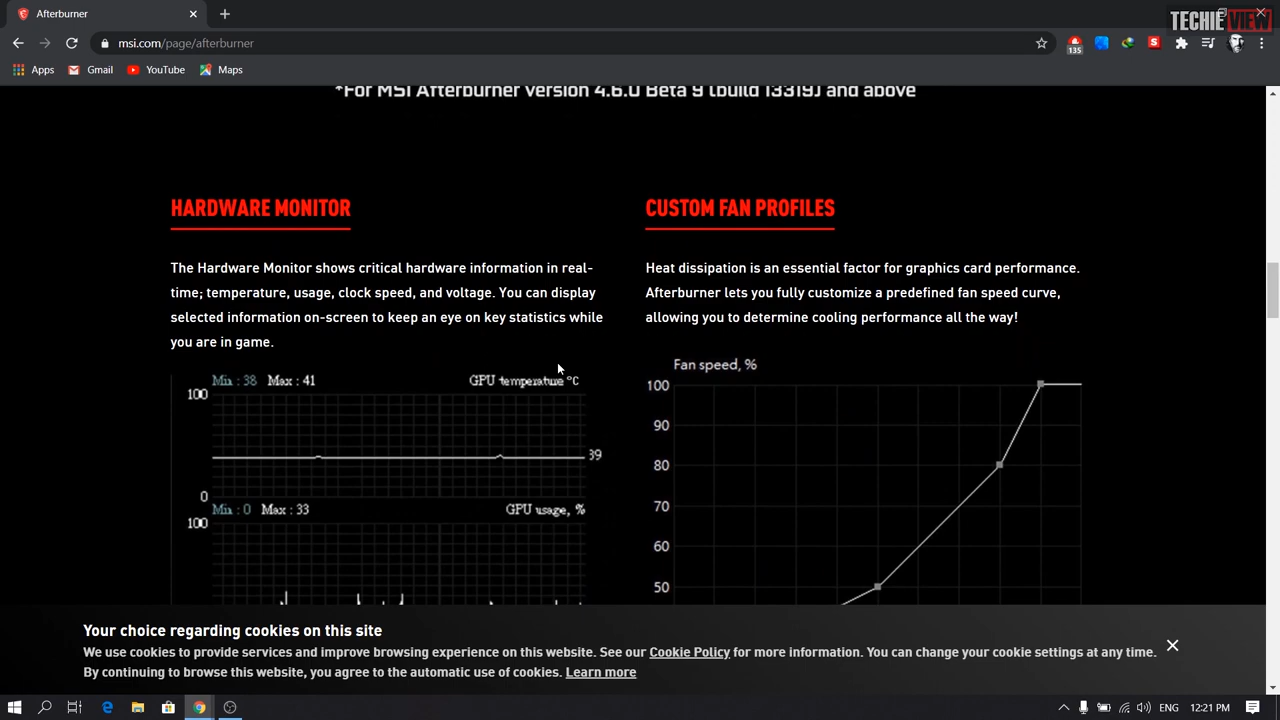 Afterburner
TECHIEVIEW
msi.com/page/afterburner
135
Apps
Gmail
YouTube
Maps
*For MSI Afterburner version 4.6.0 Beta 9 (build 13319) and above
HARDWARE MONITOR
The Hardware Monitor shows critical hardware information in real-
time; temperature, usage, clock speed, and voltage. You can display
selected information on-screen to keep an eye on key statistics while
you are in game.
Min : 38 Max : 41 GPU temperature °C
100
39
0
Min : 0 Max : 33 GPU usage, %
100
CUSTOM FAN PROFILES
Heat dissipation is an essential factor for graphics card performance.
Afterburner lets you fully customize a predefined fan speed curve,
allowing you to determine cooling performance all the way!
Fan speed, %
100
90
80
70
60
50
Your choice regarding cookies on this site
We use cookies to provide services and improve browsing experience on this website. See our Cookie Policy for more information. You can change your cookie settings at any time.
By continuing to browse this website, you agree to the automatic use of cookies. Learn more
ENG
12:21 PM